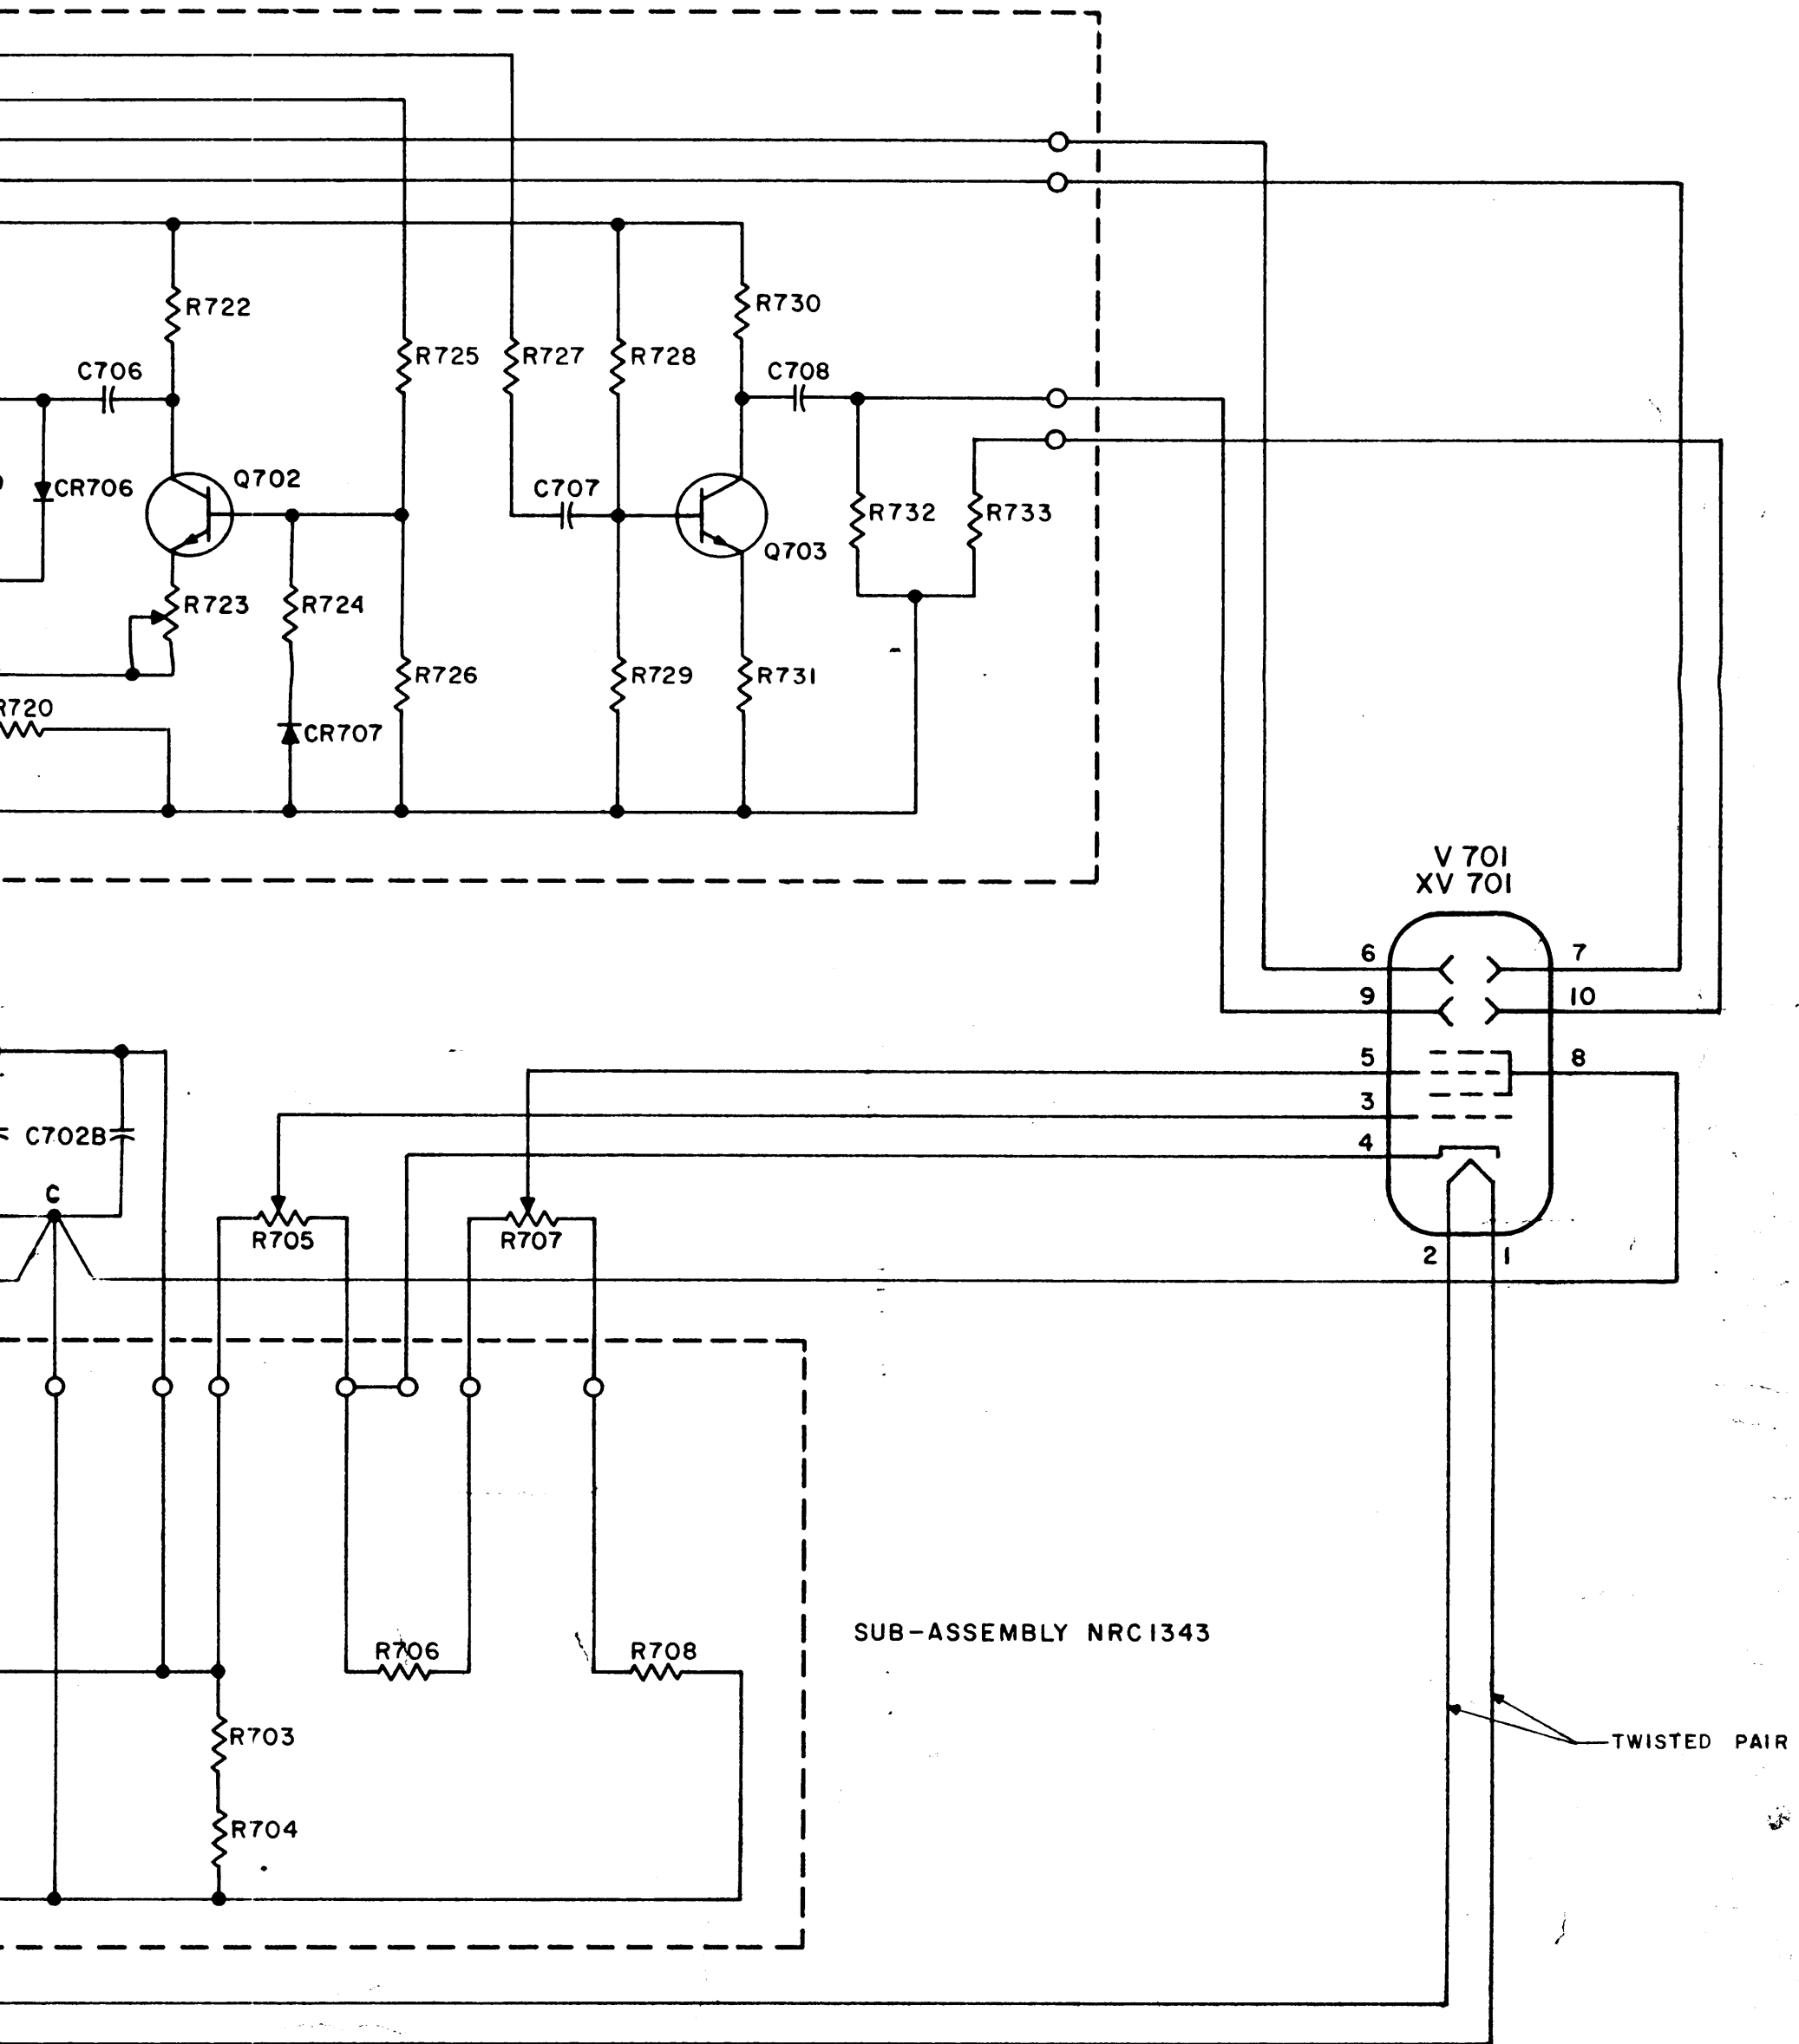 R722
R730
R725
R727
R728
C706
C708
Q702
CR706
C707
R732
R733
Q703
R723
R724
R726
R729
R731
R720
CR707
V 701
XV 701
6
7
9
10
5
8
3
C702B
4
C
R705
R707
2
1
R706
R708
SUB-ASSEMBLY NRC1343
R703
TWISTED PAIR
R704